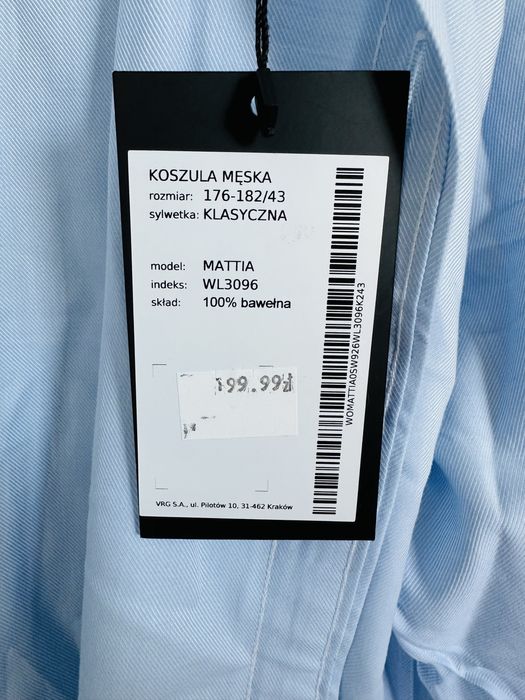 KOSZULA MĘSKA
rozmiar: 176-182/43
sylwetka: KLASYCZNA
model: MATTIA
indeks: WL3096
skład: 100% bawełna
199.99zł
VRG S.A., ul. Pilotów 10, 31-462 Kraków
WOMATTIA0SW926WL3096K243